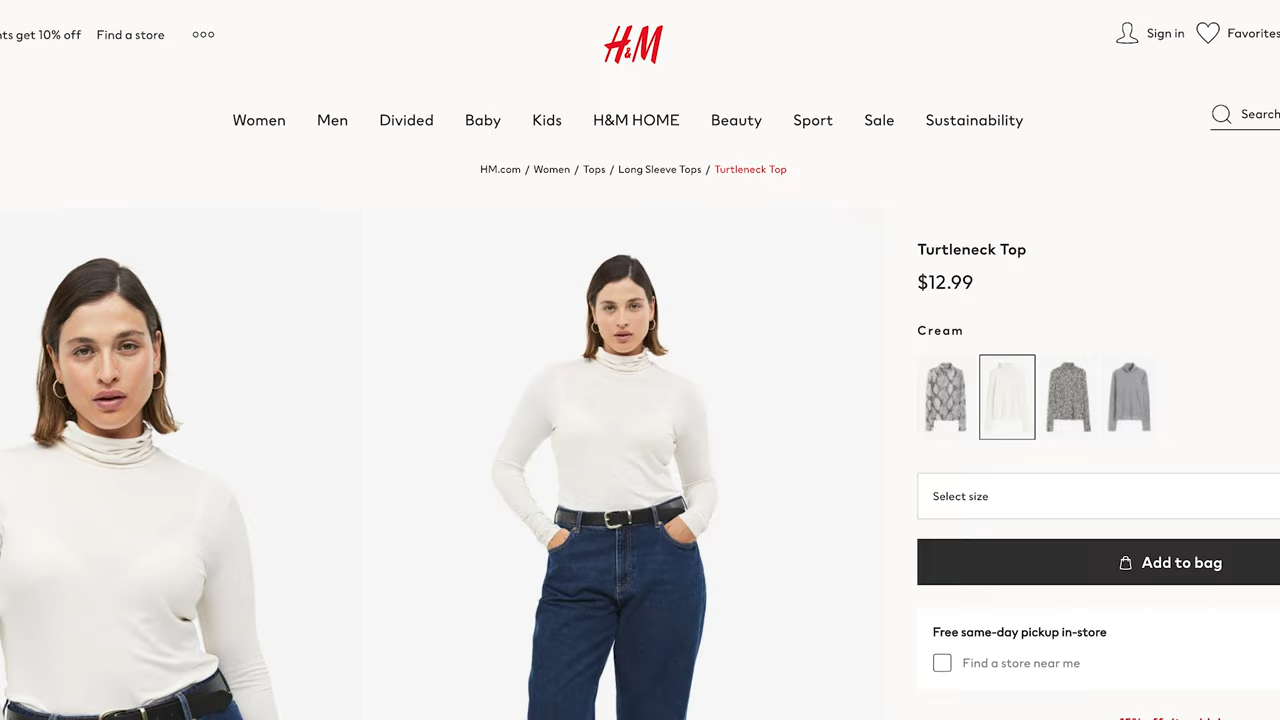 nts get 10% off Find a store
H&M
Sign in Favorites
Women Men Divided Baby Kids H&M HOME Beauty Sport Sale Sustainability
Search
HM.com / Women / Tops / Long Sleeve Tops / Turtleneck Top
Turtleneck Top
$12.99
Cream
Select size
Add to bag
Free same-day pickup in-store
Find a store near me